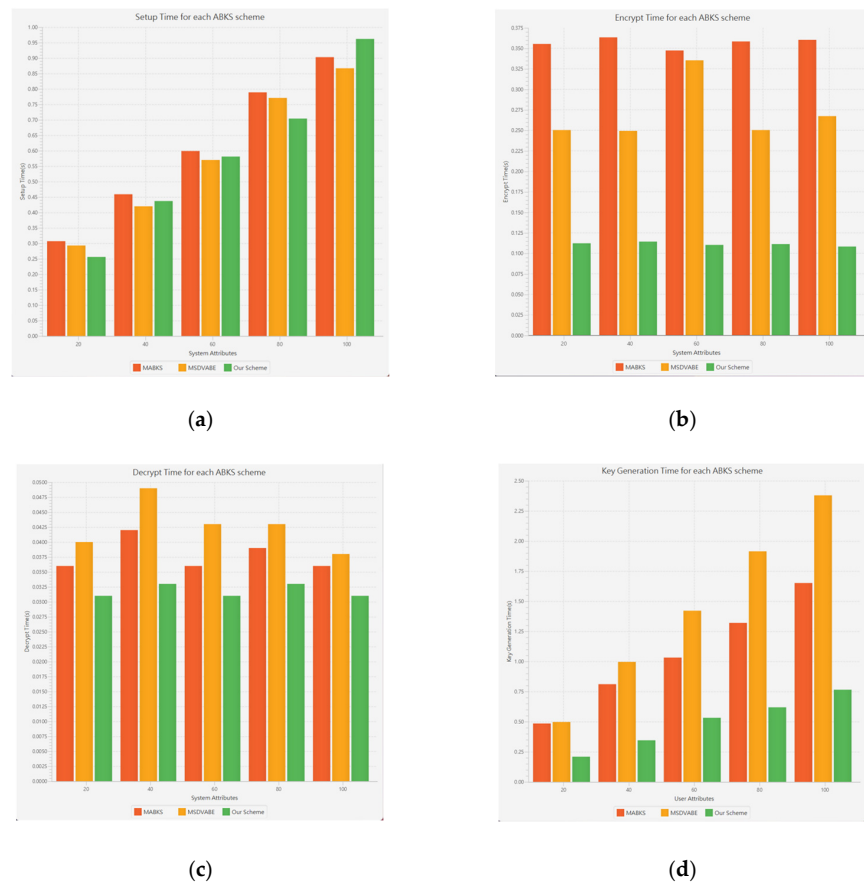 Setup Time for each ABKS scheme
1.00
0.95
0.90
0.85
0.80
0.75
0.70
0.65
0.60
0.55
0.50
0.45
0.40
0.35
0.30
0.25
0.20
0.15
0.10
0.05
0.00
Setup Time(s)
20 40 60 80 100
System Attributes
MABKS MSDVABE Our Scheme
(a)
Encrypt Time for each ABKS scheme
0.375
0.350
0.325
0.300
0.275
0.250
0.225
0.200
0.175
0.150
0.125
0.100
0.075
0.050
0.025
0.000
Encrypt Time(s)
20 40 60 80 100
System Attributes
MABKS MSDVABE Our Scheme
(b)
Decrypt Time for each ABKS scheme
0.0500
0.0475
0.0450
0.0425
0.0400
0.0375
0.0350
0.0325
0.0300
0.0275
0.0250
0.0225
0.0200
0.0175
0.0150
0.0125
0.0100
0.0075
0.0050
0.0025
0.0000
Decrypt Time(s)
20 40 60 80 100
System Attributes
MABKS MSDVABE Our Scheme
(c)
Key Generation Time for each ABKS scheme
2.50
2.25
2.00
1.75
1.50
1.25
1.00
0.75
0.50
0.25
0.00
Key Generation Time(s)
20 40 60 80 100
User Attributes
MABKS MSDVABE Our Scheme
(d)